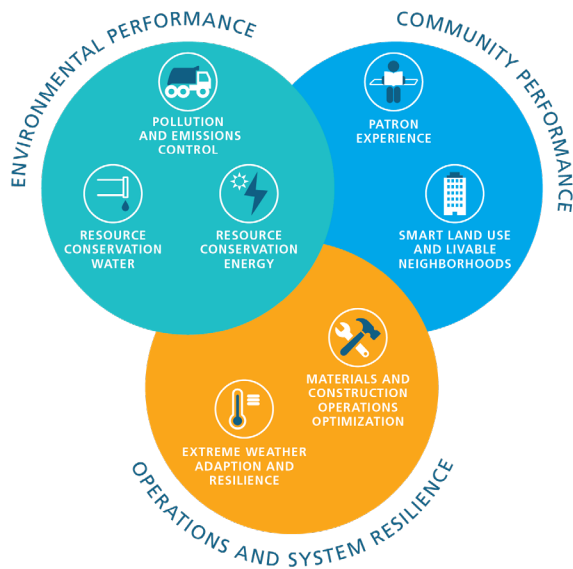 ENVIRONMENTAL PERFORMANCE
COMMUNITY PERFORMANCE
POLLUTION
AND EMISSIONS
CONTROL
PATRON
EXPERIENCE
RESOURCE
CONSERVATION
WATER
RESOURCE
CONSERVATION
ENERGY
SMART LAND USE
AND LIVABLE
NEIGHBORHOODS
MATERIALS AND
CONSTRUCTION
OPERATIONS
OPTIMIZATION
EXTREME WEATHER
ADAPTION AND
RESILIENCE
OPERATIONS AND SYSTEM RESILIENCE